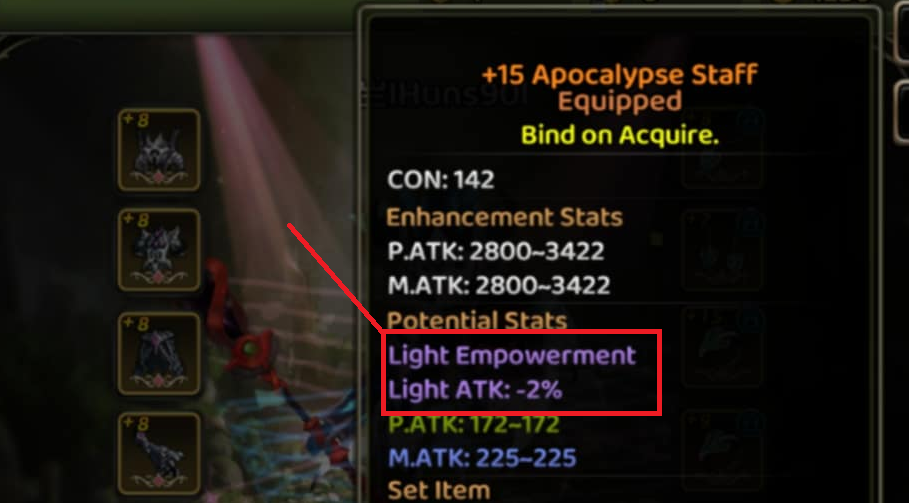 +15 Apocalypse Staff
Equipped
Bind on Acquire.
CON: 142
Enhancement Stats
P.ATK: 2800~3422
M.ATK: 2800~3422
Potential Stats
Light Empowerment
Light ATK: -2%
P.ATK: 172~172
M.ATK: 225~225
Set Item
+8
+8
+8
+8